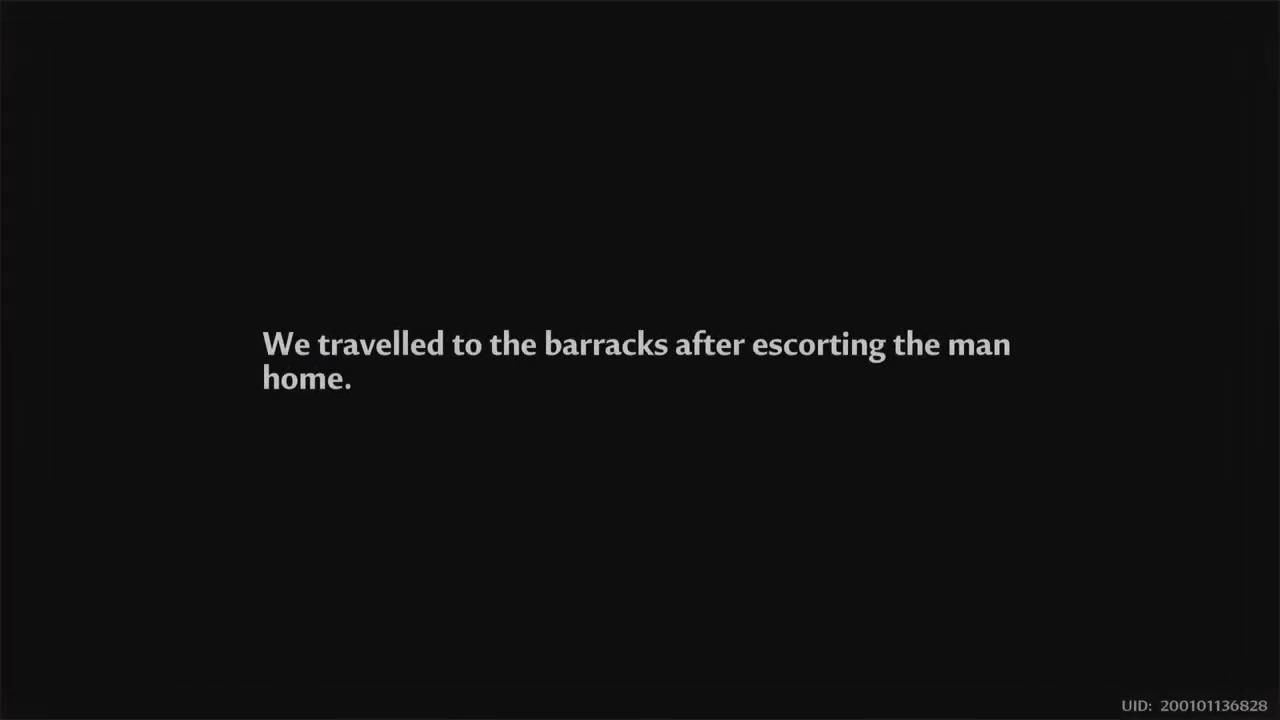 We travelled to the barracks after escorting the man
home.
UID: 200101136828